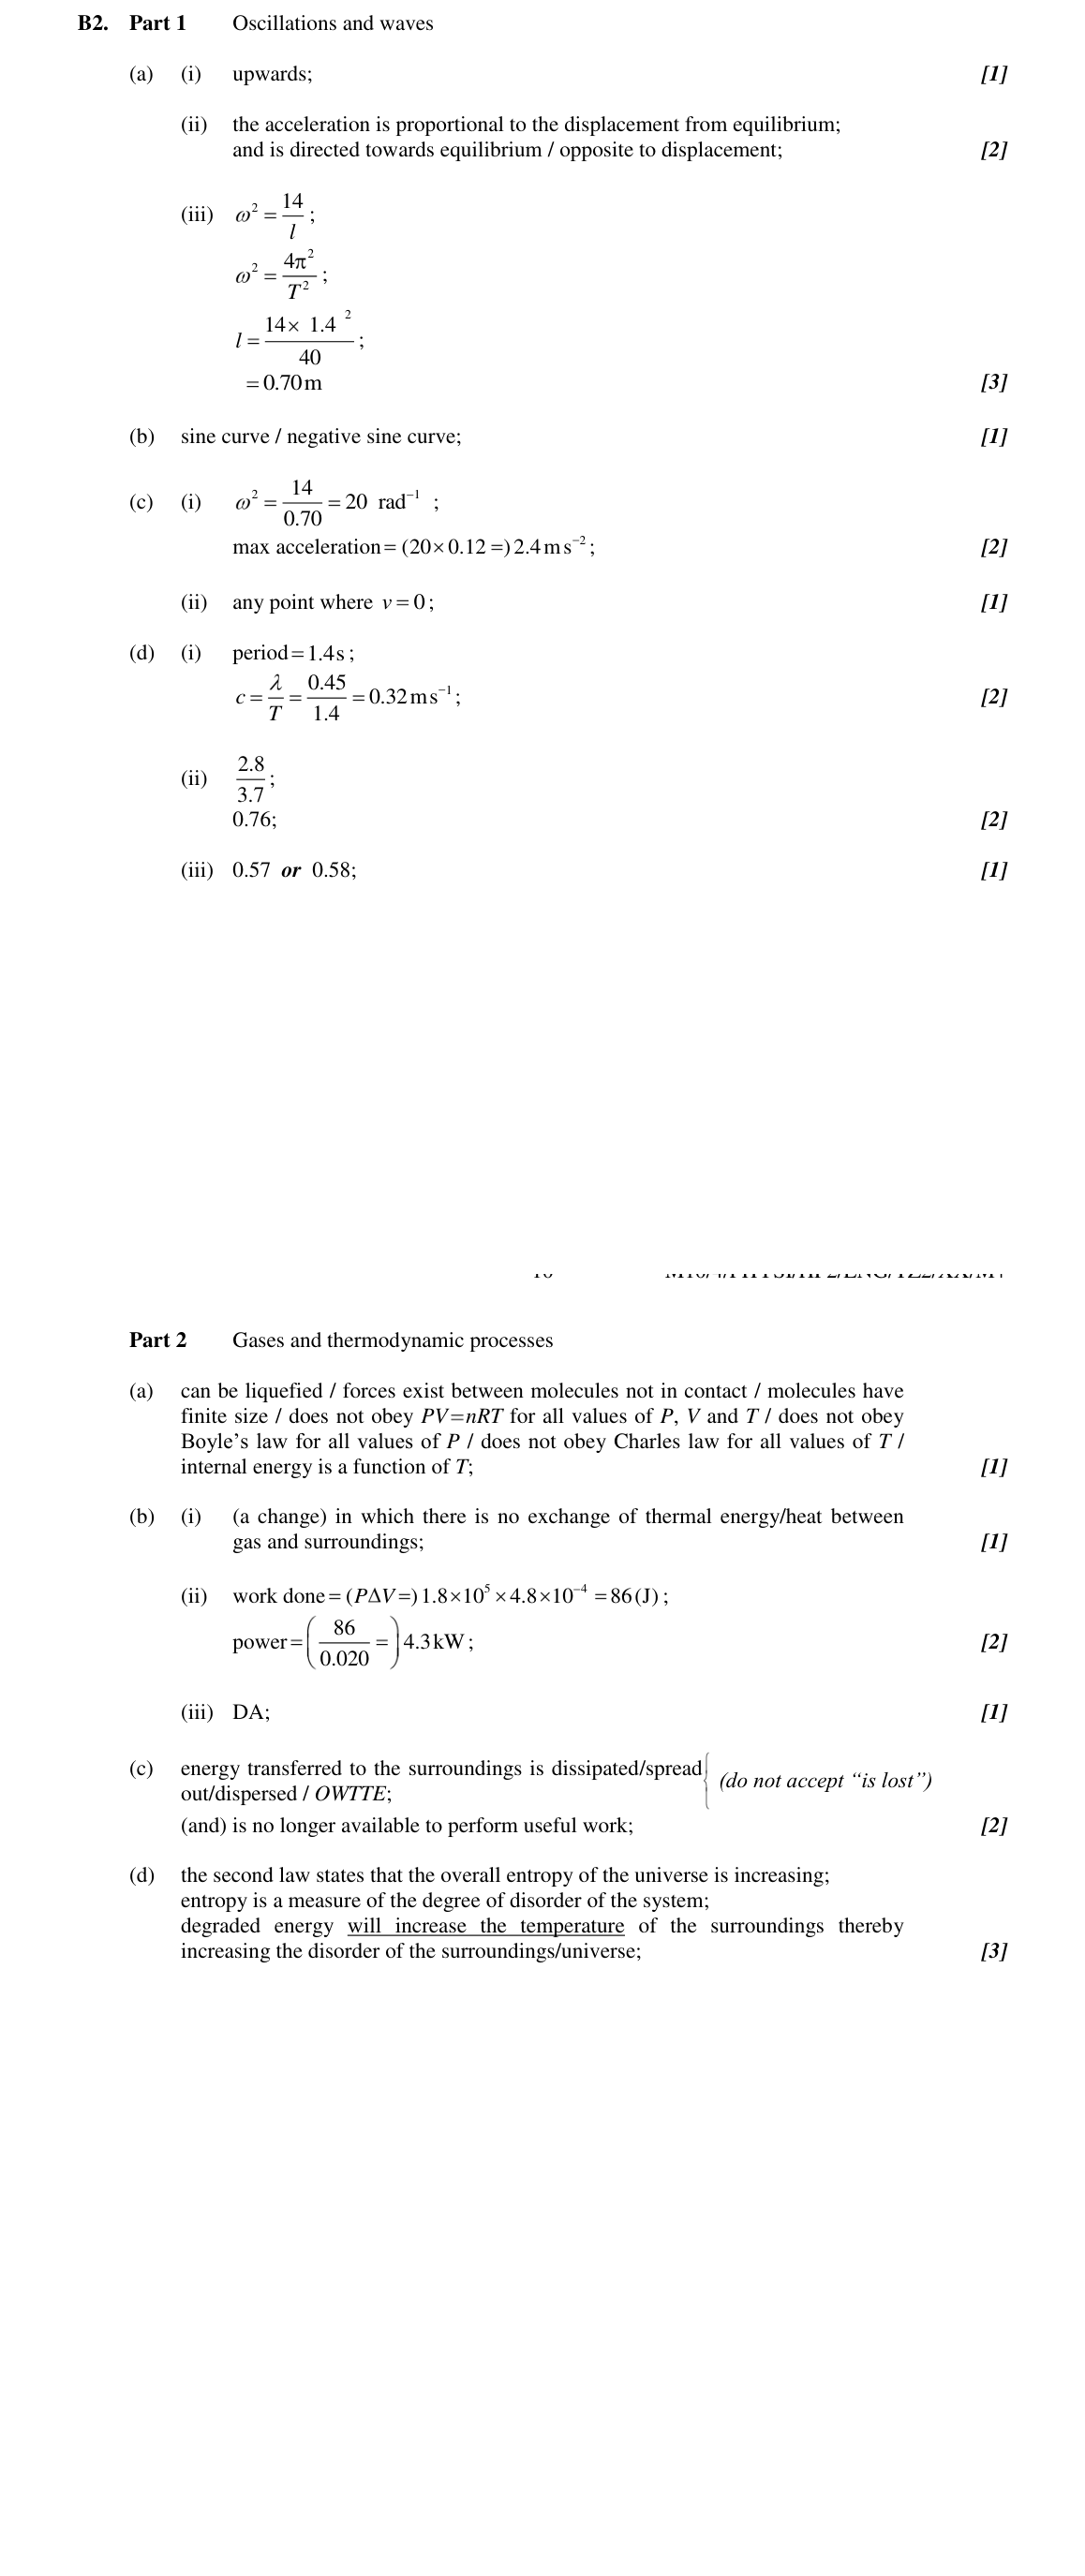 B2. Part 1 Oscillations and waves
(a) (i) upwards; [1]
(ii) the acceleration is proportional to the displacement from equilibrium;
and is directed towards equilibrium / opposite to displacement; [2]
(iii) ω² = 14/l ;
ω² = 4π²/T² ;
l = 14× 1.4 ²/40 ;
= 0.70 m [3]
(b) sine curve / negative sine curve; [1]
(c) (i) ω² = 14/0.70 = 20 rad⁻¹ ;
max acceleration = (20×0.12 =) 2.4 m s⁻² ; [2]
(ii) any point where v = 0 ; [1]
(d) (i) period = 1.4 s ;
c = λ/T = 0.45/1.4 = 0.32 m s⁻¹ ; [2]
(ii) 2.8/3.7 ;
0.76; [2]
(iii) 0.57 or 0.58; [1]
Part 2 Gases and thermodynamic processes
(a) can be liquefied / forces exist between molecules not in contact / molecules have
finite size / does not obey PV=nRT for all values of P, V and T / does not obey
Boyle’s law for all values of P / does not obey Charles law for all values of T /
internal energy is a function of T; [1]
(b) (i) (a change) in which there is no exchange of thermal energy/heat between
gas and surroundings; [1]
(ii) work done = (PΔV =) 1.8×10⁵ × 4.8×10⁻⁴ = 86 (J) ;
power = (86/0.020 =) 4.3 kW ; [2]
(iii) DA; [1]
(c) energy transferred to the surroundings is dissipated/spread
out/dispersed / OWTTE; { (do not accept “is lost”)
(and) is no longer available to perform useful work; [2]
(d) the second law states that the overall entropy of the universe is increasing;
entropy is a measure of the degree of disorder of the system;
degraded energy will increase the temperature of the surroundings thereby
increasing the disorder of the surroundings/universe; [3]